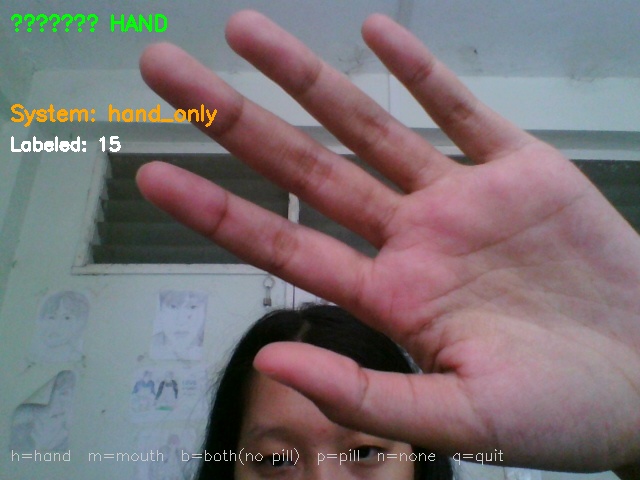 ??????? HAND
System: hand_only
Labeled: 15
h=hand m=mouth b=both(no pill) p=pill n=none q=quit